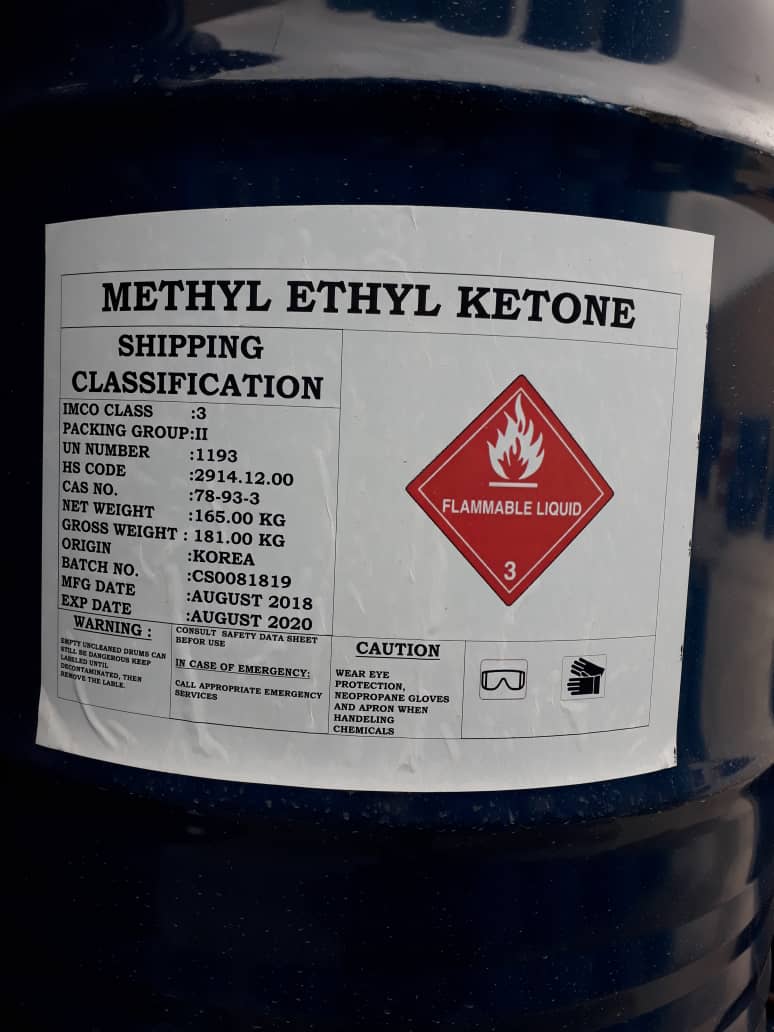 METHYL ETHYL KETONE
SHIPPING
CLASSIFICATION
IMCO CLASS :3
PACKING GROUP:II
UN NUMBER :1193
HS CODE :2914.12.00
CAS NO. :78-93-3
NET WEIGHT :165.00 KG
GROSS WEIGHT : 181.00 KG
ORIGIN :KOREA
BATCH NO. :CS0081819
MFG DATE :AUGUST 2018
EXP DATE :AUGUST 2020
FLAMMABLE LIQUID
3
WARNING :
EMPTY UNCLEANED DRUMS CAN
STILL BE DANGEROUS KEEP
LABELED UNTIL
DECONTAMINATED, THEN
REMOVE THE LABLE.
CONSULT SAFETY DATA SHEET
BEFOR USE
IN CASE OF EMERGENCY:
CALL APPROPRIATE EMERGENCY
SERVICES
CAUTION
WEAR EYE
PROTECTION,
NEOPROPANE GLOVES
AND APRON WHEN
HANDELING
CHEMICALS